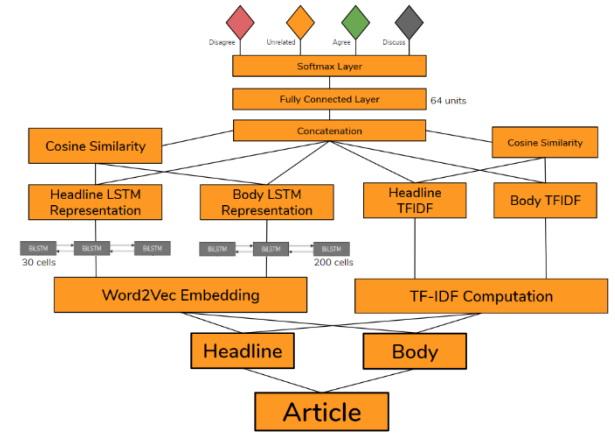 Disagree
Unrelated
Agree
Discuss
Softmax Layer
Fully Connected Layer
64 units
Concatenation
Cosine Similarity
Cosine Similarity
Headline LSTM
Representation
Body LSTM
Representation
Headline
TFIDF
Body TFIDF
BiLSTM
BiLSTM
BiLSTM
BiLSTM
BiLSTM
BiLSTM
30 cells
200 cells
Word2Vec Embedding
TF-IDF Computation
Headline
Body
Article